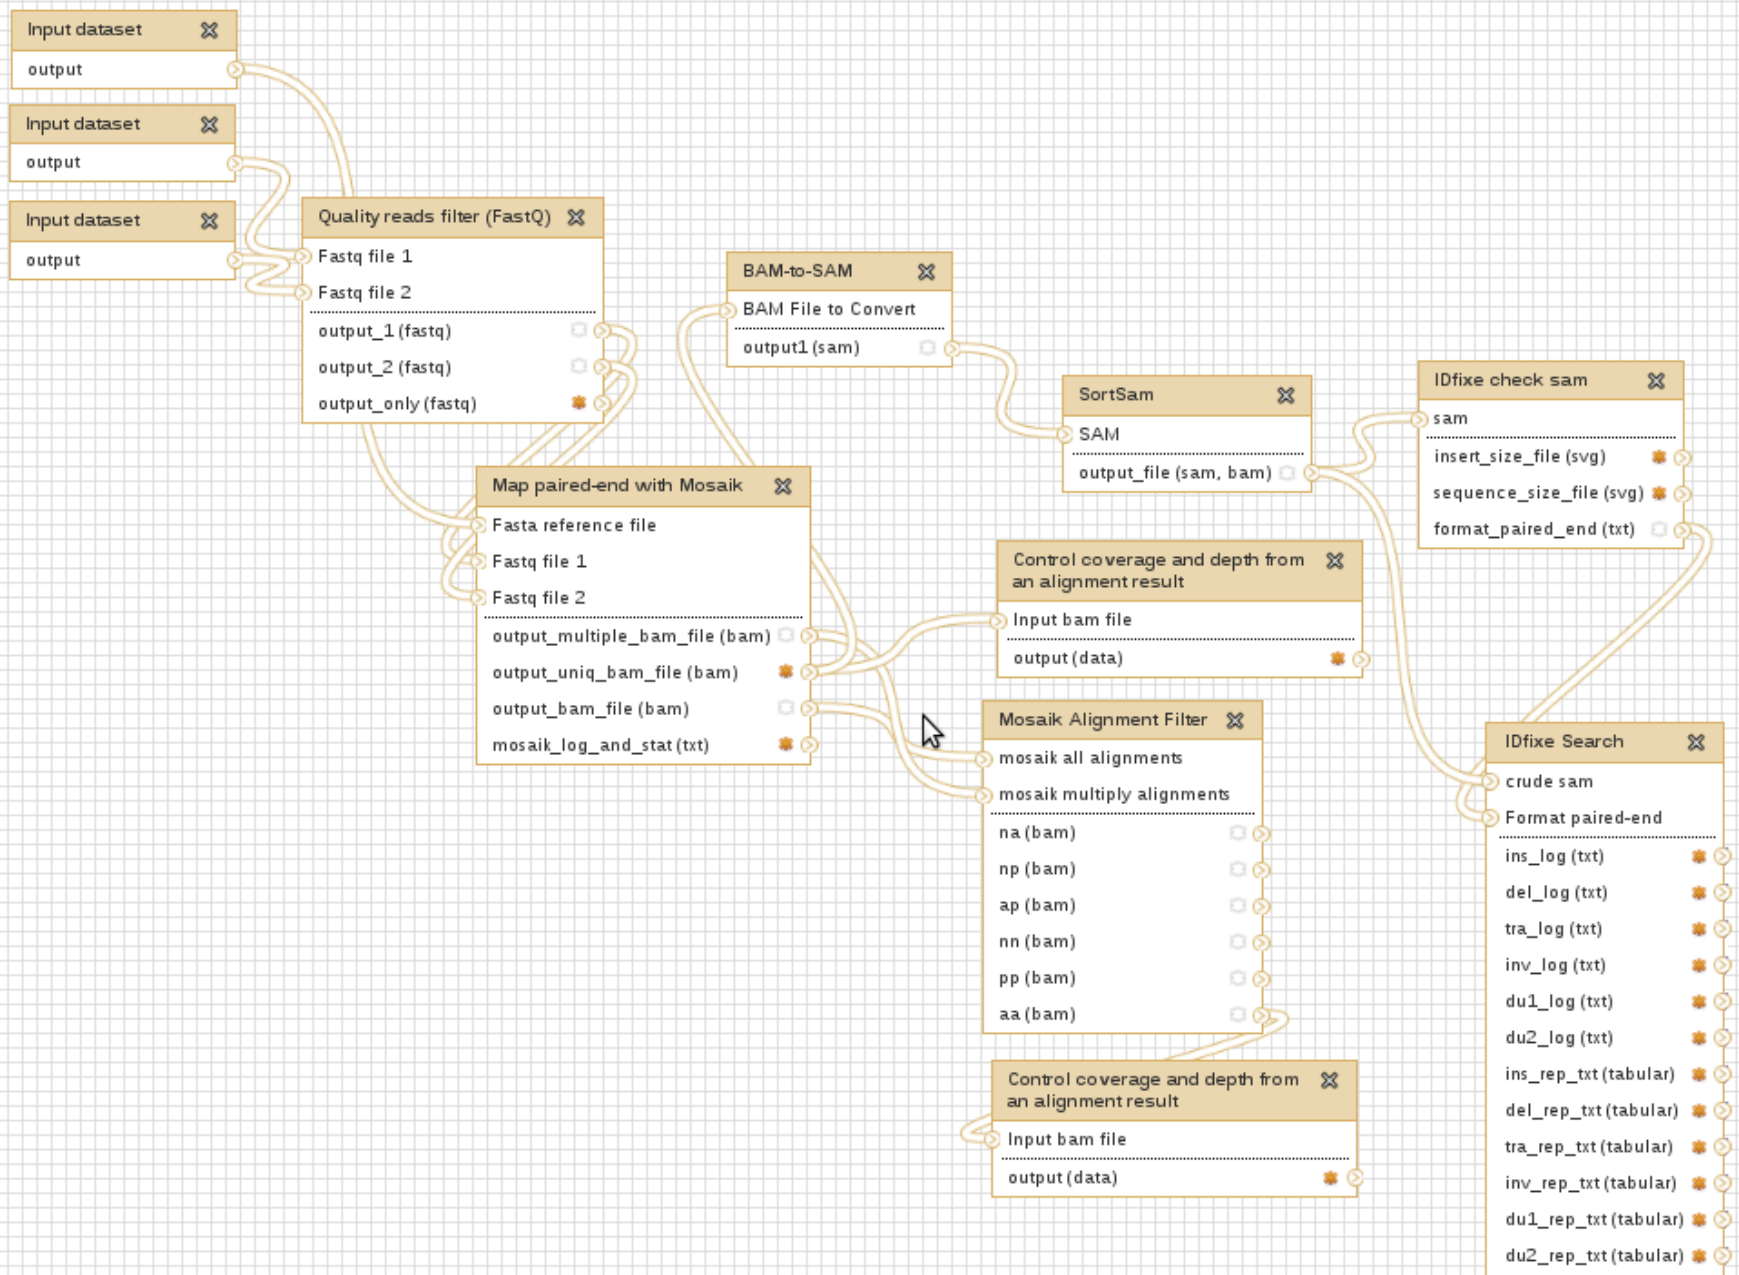 Input dataset
output
Input dataset
output
Input dataset
output
Quality reads filter (FastQ)
Fastq file 1
Fastq file 2
output_1 (fastq)
output_2 (fastq)
output_only (fastq)
Map paired-end with Mosaik
Fasta reference file
Fastq file 1
Fastq file 2
output_multiple_bam_file (bam)
output_uniq_bam_file (bam)
output_bam_file (bam)
mosaik_log_and_stat (txt)
BAM-to-SAM
BAM File to Convert
output1 (sam)
SortSam
SAM
output_file (sam, bam)
Control coverage and depth from
an alignment result
Input bam file
output (data)
Mosaik Alignment Filter
mosaik all alignments
mosaik multiply alignments
na (bam)
np (bam)
ap (bam)
nn (bam)
pp (bam)
aa (bam)
Control coverage and depth from
an alignment result
Input bam file
output (data)
IDfixe check sam
sam
insert_size_file (svg)
sequence_size_file (svg)
format_paired_end (txt)
IDfixe Search
crude sam
Format paired-end
ins_log (txt)
del_log (txt)
tra_log (txt)
inv_log (txt)
du1_log (txt)
du2_log (txt)
ins_rep_txt (tabular)
del_rep_txt (tabular)
tra_rep_txt (tabular)
inv_rep_txt (tabular)
du1_rep_txt (tabular)
du2_rep_txt (tabular)